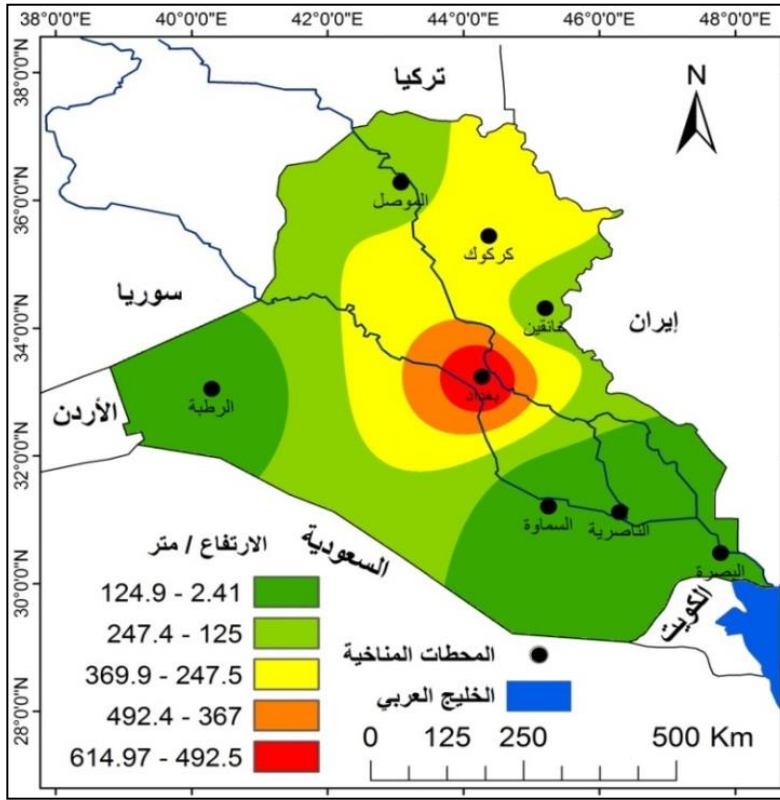 38°0'0"E 40°0'0"E 42°0'0"E 44°0'0"E 46°0'0"E 48°0'0"E
38°0'0"N
36°0'0"N
34°0'0"N
32°0'0"N
30°0'0"N
28°0'0"N
N
تركيا
سوريا
إيران
الأردن
السعودية
الكويت
الموصل
كركوك
خانقين
بغداد
الرطبة
السماوة
الناصرية
البصرة
الارتفاع / متر
124.9 - 2.41
247.4 - 125
369.9 - 247.5
492.4 - 367
614.97 - 492.5
المحطات المناخية
الخليج العربي
0 125 250 500 Km